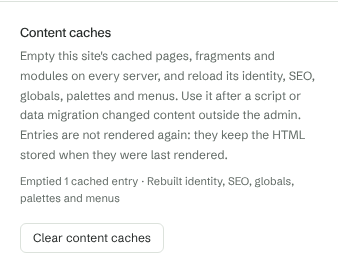 Content caches
Empty this site's cached pages, fragments and
modules on every server, and reload its identity, SEO,
globals, palettes and menus. Use it after a script or
data migration changed content outside the admin.
Entries are not rendered again: they keep the HTML
stored when they were last rendered.
Emptied 1 cached entry · Rebuilt identity, SEO, globals,
palettes and menus
Clear content caches